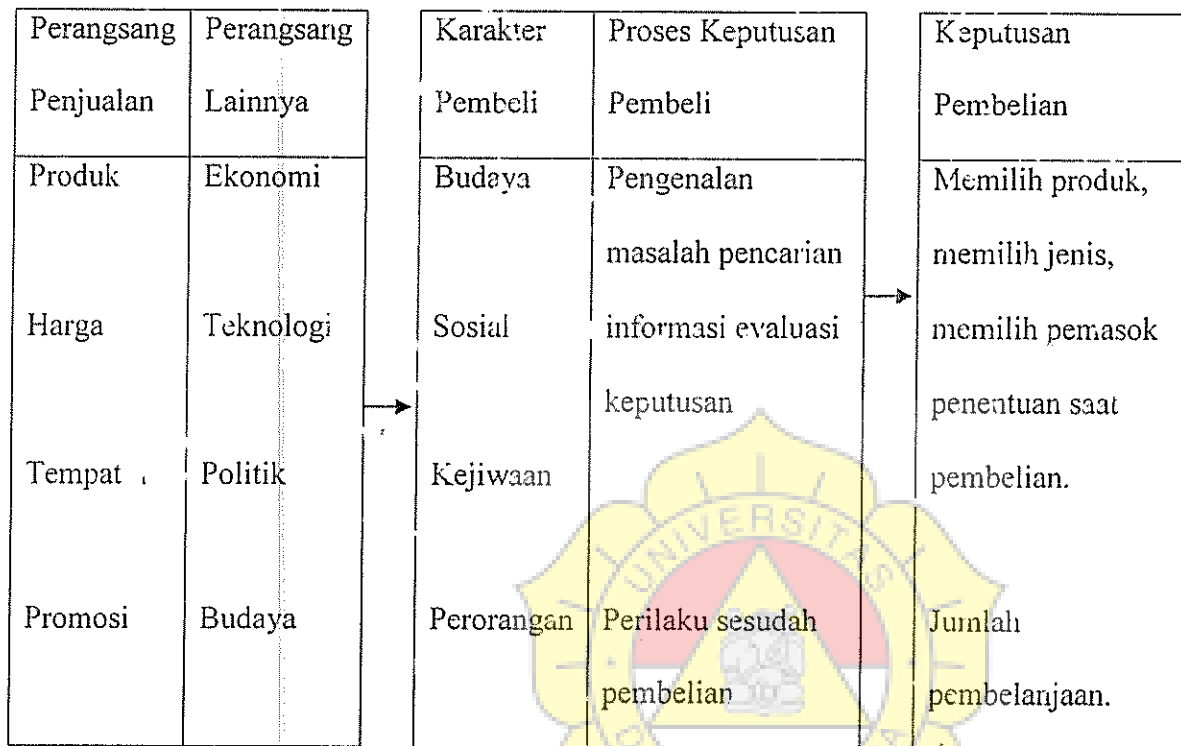 Perangsang
Penjualan
Produk
Harga
Tempat
Promosi
Perangsang
Lainnya
Ekonomi
Teknologi
Politik
Budaya
Karakter
Pembeli
Budaya
Sosial
Kejiwaan
Perorangan
Proses Keputusan
Pembeli
Pengenalan
masalah pencarian
informasi evaluasi
keputusan
Perilaku sesudah
pembelian
Keputusan
Pembelian
Memilih produk,
memilih jenis,
memilih pemasok
penentuan saat
pembelian.
Jumlah
pembelanjaan.
UNIVERSITAS